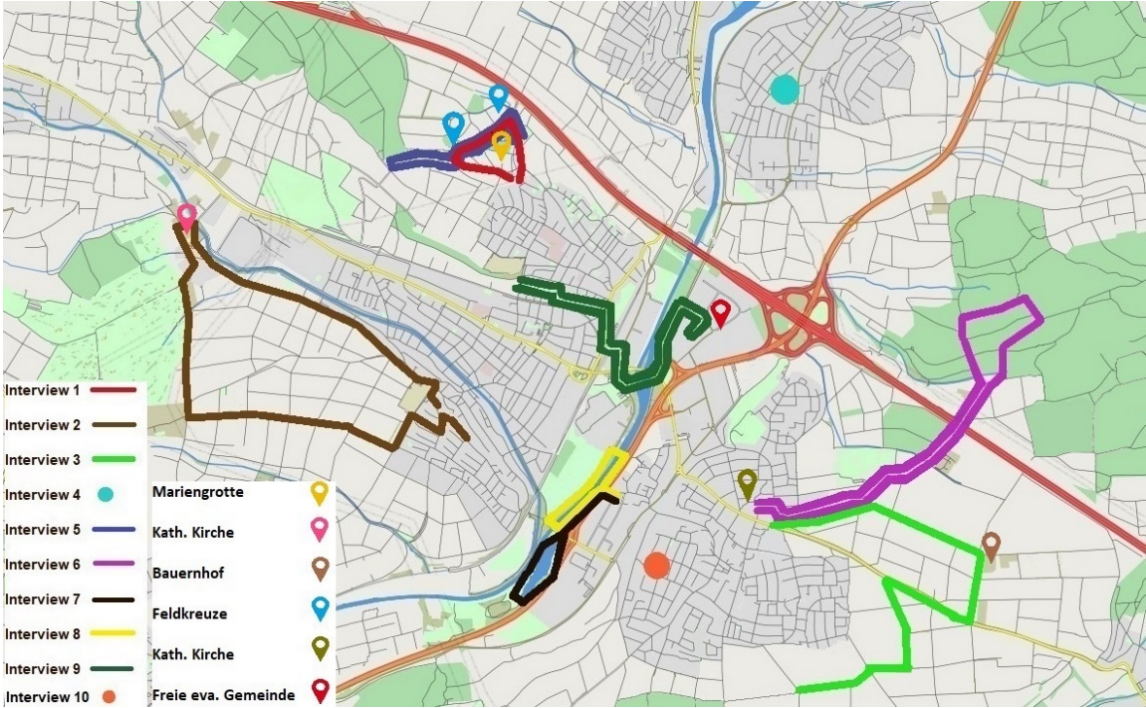 Interview 1
Interview 2
Interview 3
Interview 4
Interview 5
Interview 6
Interview 7
Interview 8
Interview 9
Interview 10
Mariengrotte
Kath. Kirche
Bauernhof
Feldkreuze
Kath. Kirche
Freie eva. Gemeinde